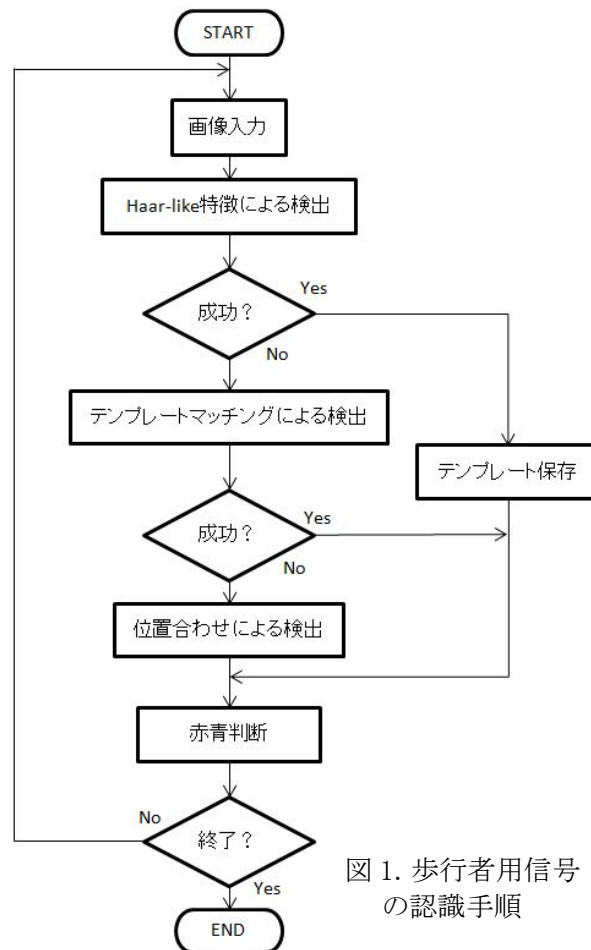 START
画像入力
Haar-like特徴による検出
成功？
Yes
No
テンプレートマッチングによる検出
テンプレート保存
成功？
Yes
No
位置合わせによる検出
赤青判断
終了？
No
Yes
END
図 1. 歩行者用信号
の認識手順